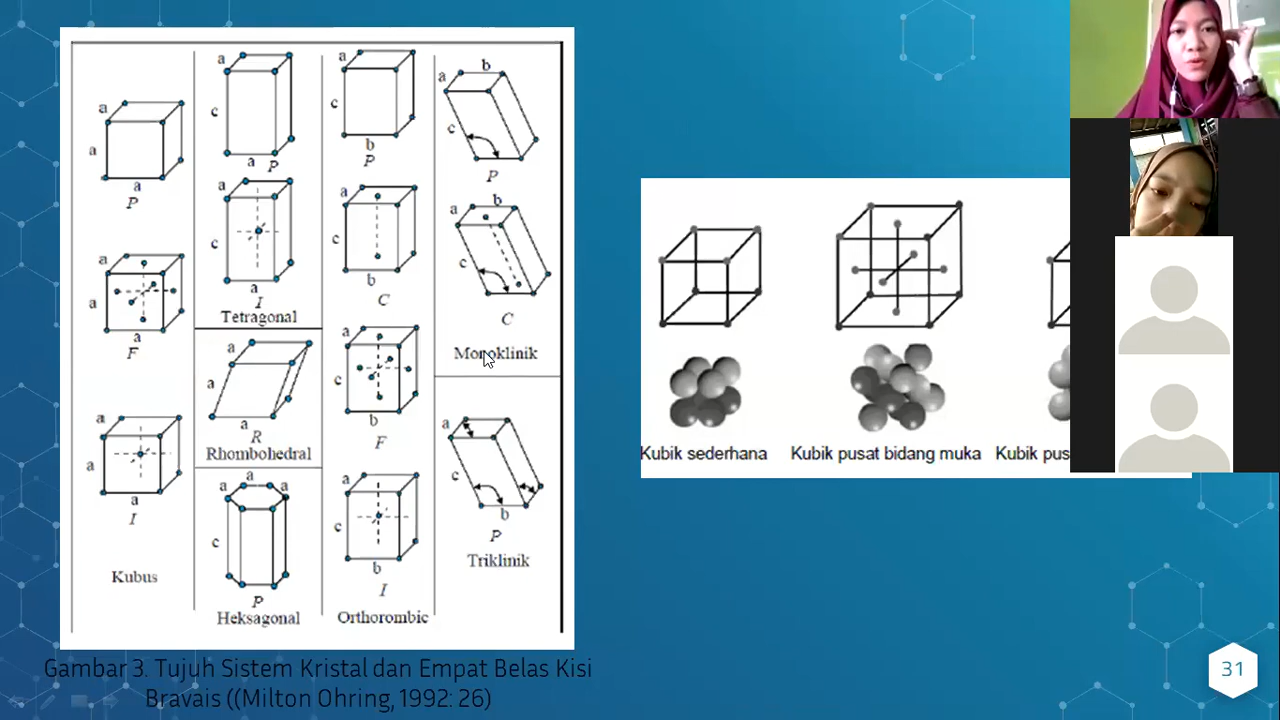 a
a
a
P
a
a
F
a
a
a
I
Kubus
a
c
a P
a
c
a
I
Tetragonal
a
a
a
R
Rhombohedral
a
a
a
c
P
Heksagonal
a
c
b
P
a
c
b
C
a
c
b
F
a
c
b
I
Orthorombic
b
a
c
P
b
a
c
C
Monoklinik
a
c
b
P
Triklinik
Kubik sederhana
Kubik pusat bidang muka
Kubik pus
Gambar 3. Tujuh Sistem Kristal dan Empat Belas Kisi
Bravais ((Milton Ohring, 1992: 26)
31